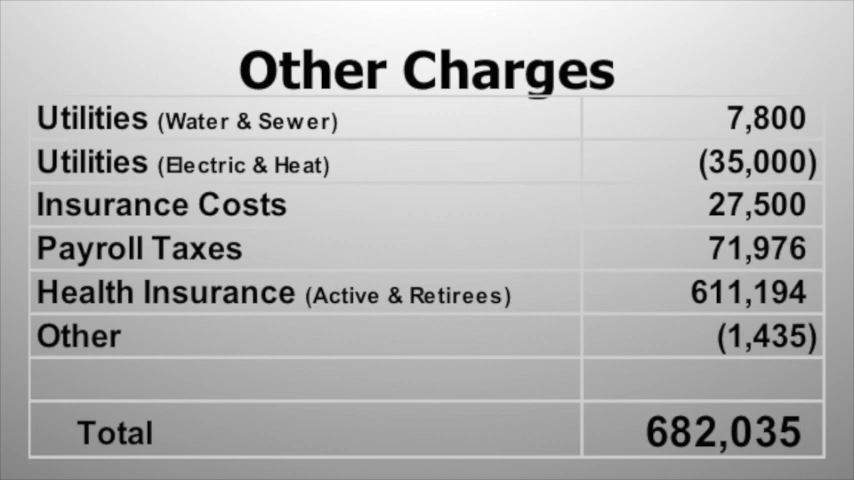 Other Charges
Utilities (Water & Sewer) 7,800
Utilities (Electric & Heat) (35,000)
Insurance Costs 27,500
Payroll Taxes 71,976
Health Insurance (Active & Retirees) 611,194
Other (1,435)
Total 682,035